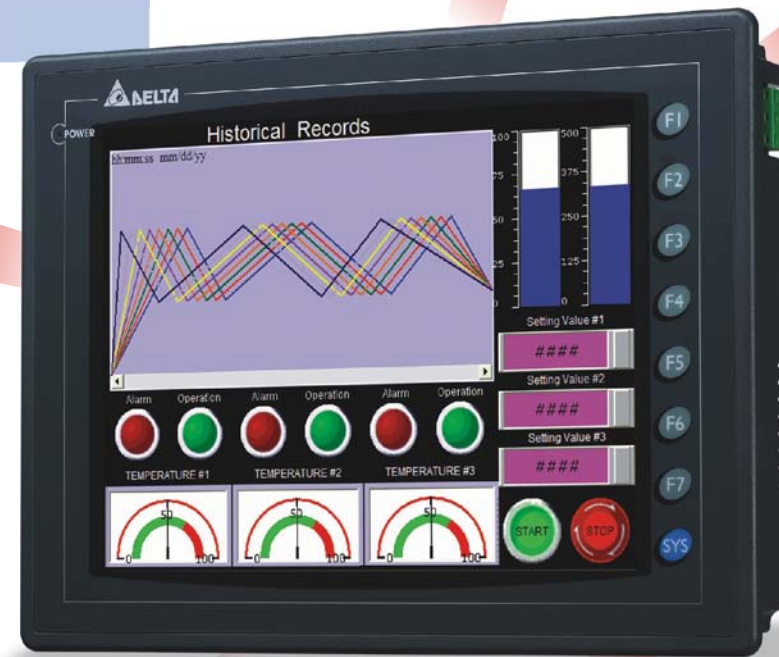 DELTA
POWER
Historical Records
hh:mm:ss mm/dd/yy
100
75
50
25
0
500
375
250
125
0
Setting Value #1
####
Setting Value #2
####
Setting Value #3
####
Alarm Operation Alarm Operation Alarm Operation
TEMPERATURE #1 TEMPERATURE #2 TEMPERATURE #3
50 50 50
0 100 0 100 0 100
START STOP
F1
F2
F3
F4
F5
F6
F7
SYS